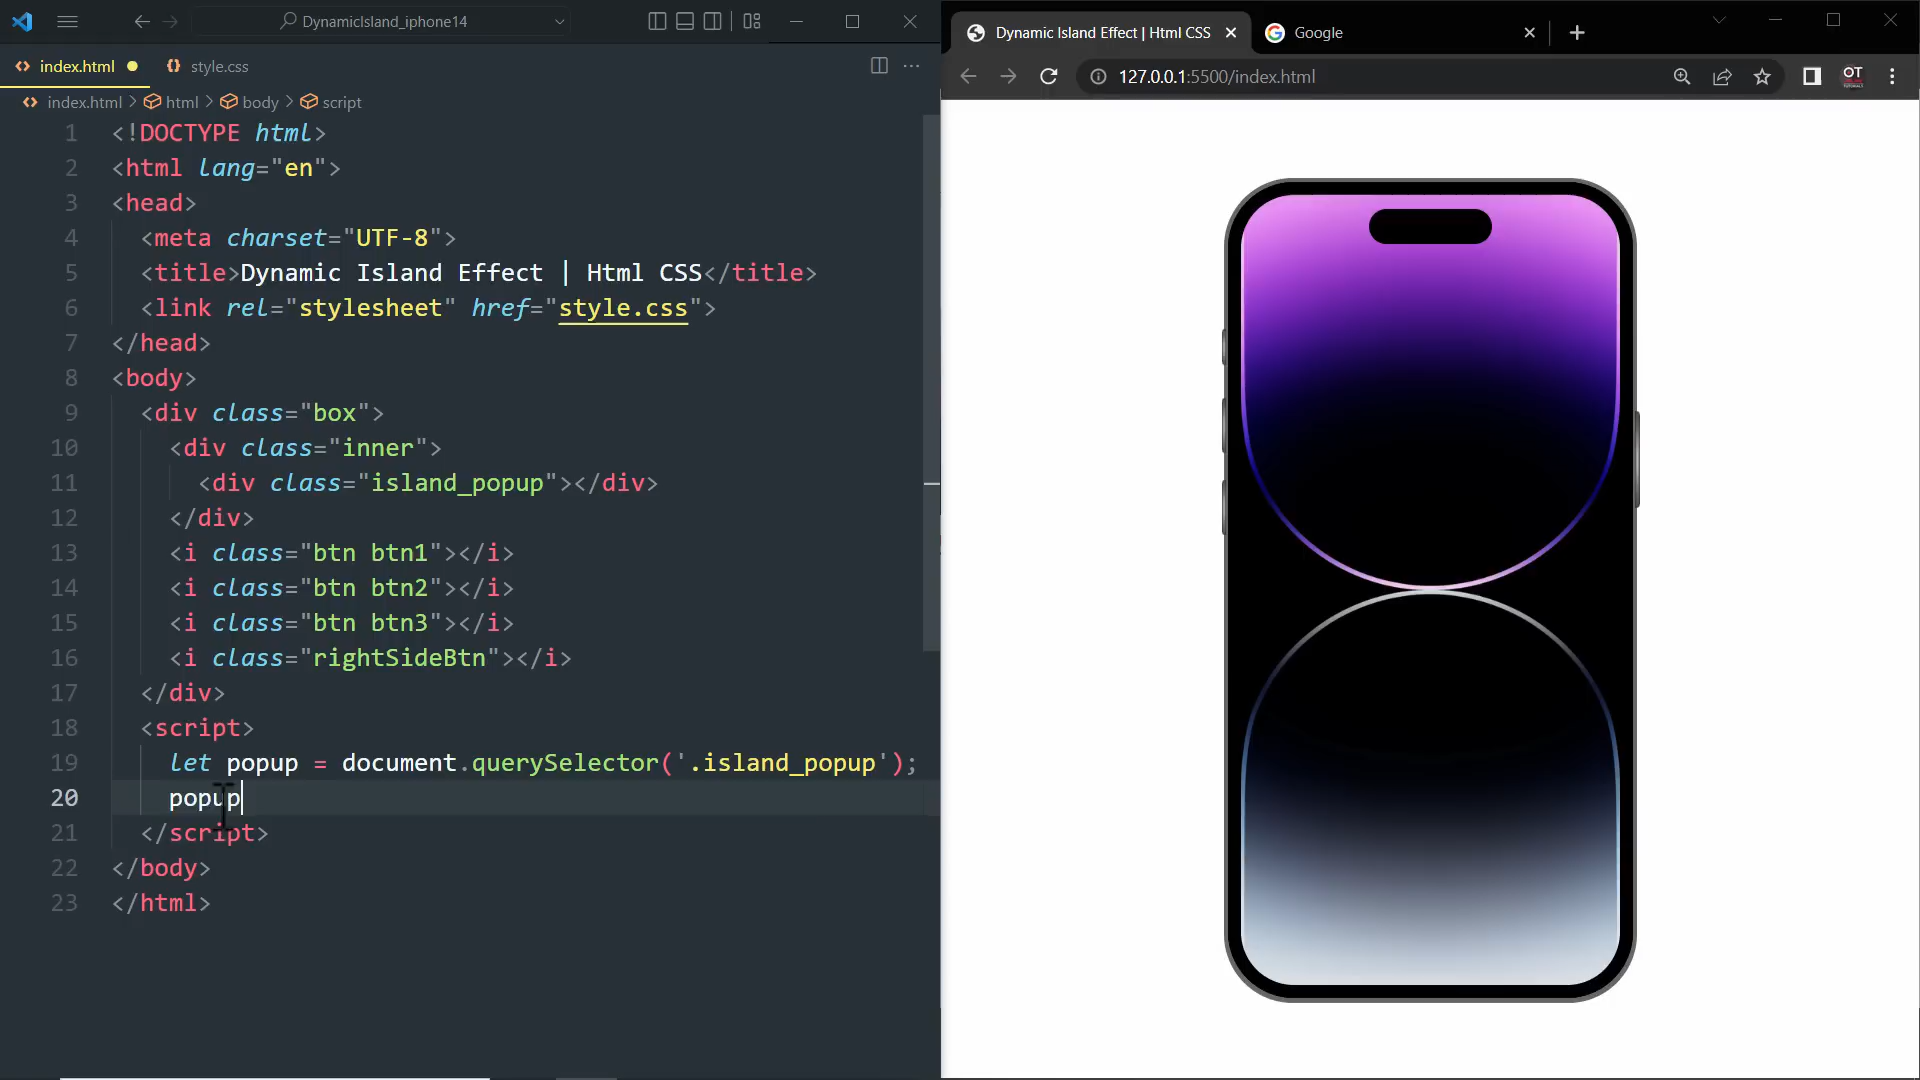 DynamicIsland_iphone14
index.html
style.css
index.html > html > body > script
1 <!DOCTYPE html>
2 <html lang="en">
3 <head>
4 <meta charset="UTF-8">
5 <title>Dynamic Island Effect | Html CSS</title>
6 <link rel="stylesheet" href="style.css">
7 </head>
8 <body>
9 <div class="box">
10 <div class="inner">
11 <div class="island_popup"></div>
12 </div>
13 <i class="btn btn1"></i>
14 <i class="btn btn2"></i>
15 <i class="btn btn3"></i>
16 <i class="rightSideBtn"></i>
17 </div>
18 <script>
19 let popup = document.querySelector('.island_popup');
20 popup
21 </script>
22 </body>
23 </html>
Dynamic Island Effect | Html CSS
Google
127.0.0.1:5500/index.html
OT